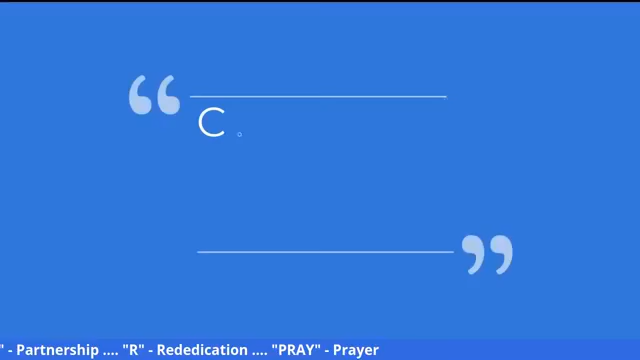 “
C
”
" - Partnership .... "R" - Rededication .... "PRAY" - Prayer